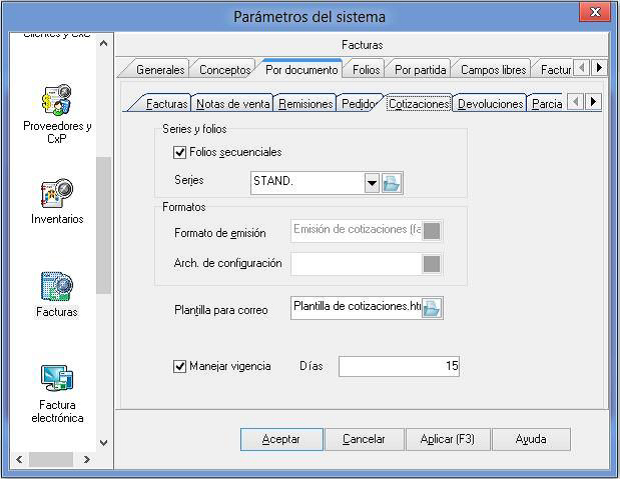 Parámetros del sistema
x
Clientes y CxC
Proveedores y
CxP
Inventarios
Facturas
Factura
electrónica
Facturas
Generales Conceptos Por documento Folios Por partida Campos libres Factur
Facturas Notas de venta Remisiones Pedido Cotizaciones Devoluciones Parcia
Series y folios
Folios secuenciales
Series STAND.
Formatos
Formato de emisión Emisión de cotizaciones (fa
Arch. de configuración
Plantilla para correo Plantilla de cotizaciones.htm
Manejar vigencia Días 15
Aceptar Cancelar Aplicar (F3) Ayuda